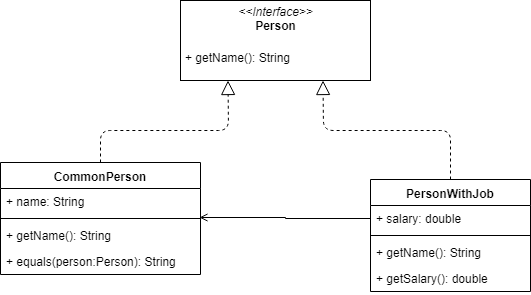 <<Interface>>
Person
+ getName(): String
CommonPerson
+ name: String
+ getName(): String
+ equals(person:Person): String
PersonWithJob
+ salary: double
+ getName(): String
+ getSalary(): double